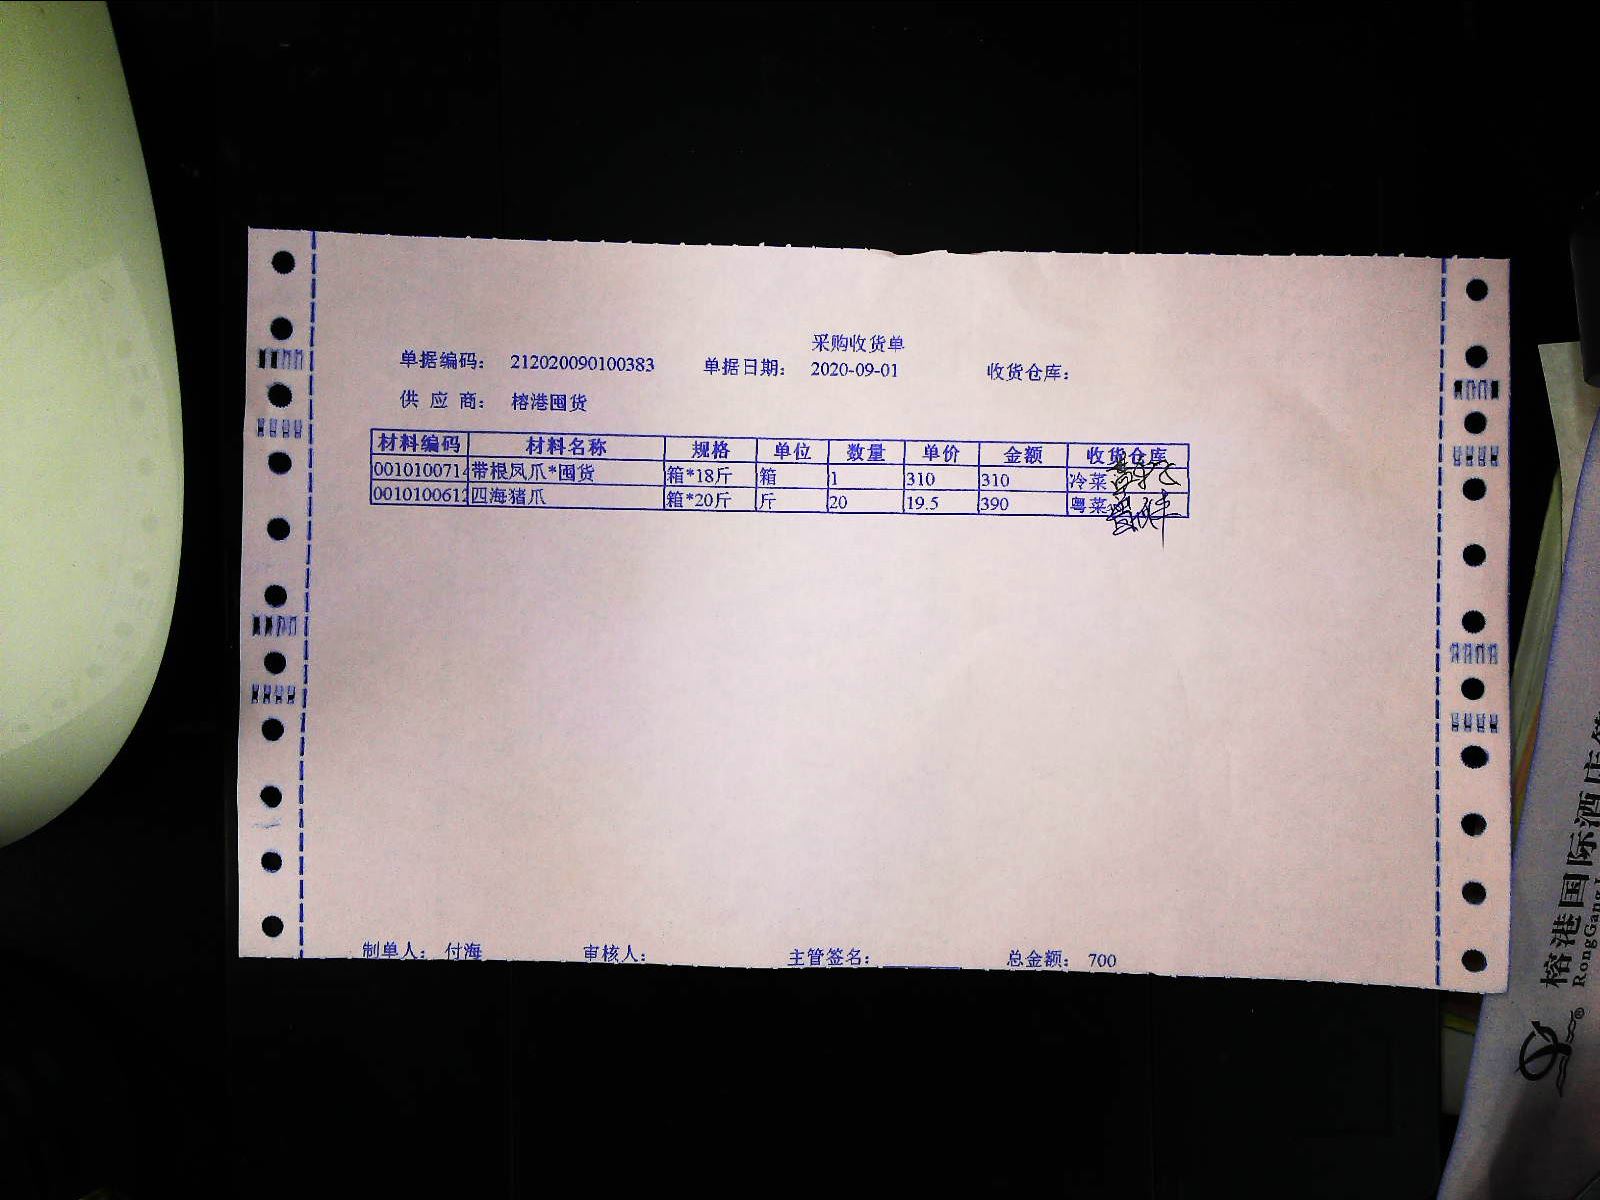 采购收货单
单据编码： 212020090100383 单据日期： 2020-09-01 收货仓库：
供 应 商： 榕港囤货
材料编码 材料名称 规格 单位 数量 单价 金额 收货仓库
0010100714 带根凤爪*囤货 箱*18斤 箱 1 310 310 冷菜
0010100612 四海猪爪 箱*20斤 斤 20 19.5 390 粤菜
制单人： 付海 审核人： 主管签名： 总金额： 700
榕港国际酒店